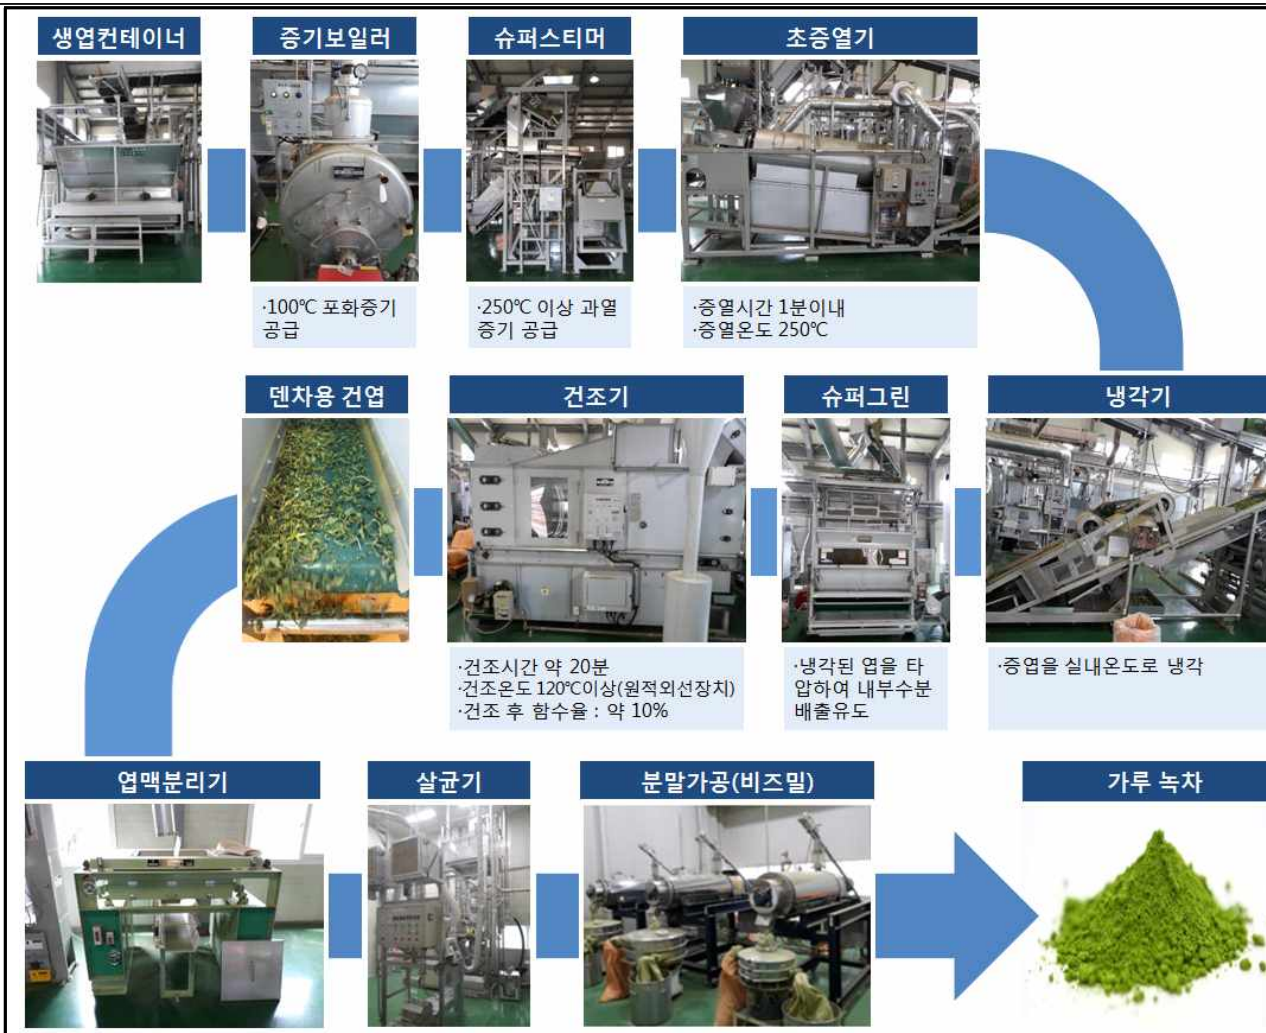 생엽컨테이너
증기보일러
슈퍼스티머
초증열기
·100℃ 포화증기
공급
·250℃ 이상 과열
증기 공급
·증열시간 1분이내
·증열온도 250℃
덴차용 건엽
건조기
슈퍼그린
냉각기
·건조시간 약 20분
·건조온도 120℃이상(원적외선장치)
·건조 후 함수율 : 약 10%
·냉각된 엽을 타
압하여 내부수분
배출유도
·증엽을 실내온도로 냉각
엽맥분리기
살균기
분말가공(비즈밀)
가루 녹차